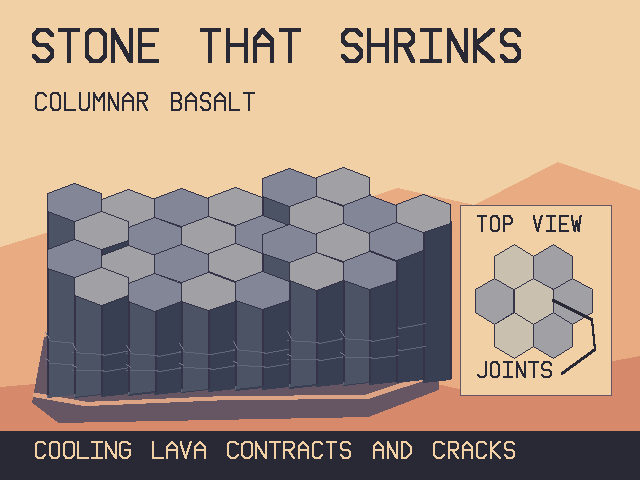 STONE THAT SHRINKS
COLUMNAR BASALT
TOP VIEW
JOINTS
COOLING LAVA CONTRACTS AND CRACKS